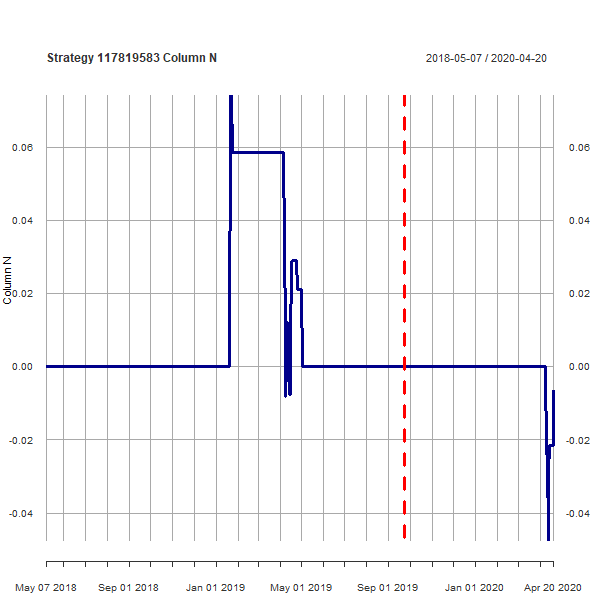 Strategy 117819583 Column N
2018-05-07 / 2020-04-20
0.06
0.06
0.04
0.04
0.02
0.02
Column N
0.00
0.00
-0.02
-0.02
-0.04
-0.04
May 07 2018
Sep 01 2018
Jan 01 2019
May 01 2019
Sep 01 2019
Jan 01 2020
Apr 20 2020